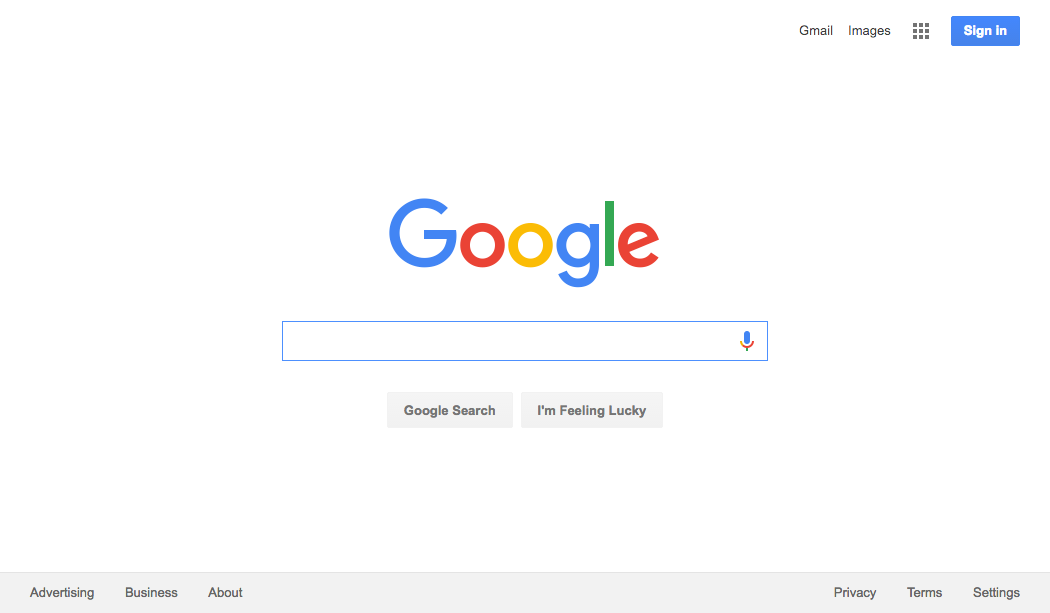 Gmail Images Sign in
Google
Google Search I'm Feeling Lucky
Advertising Business About Privacy Terms Settings